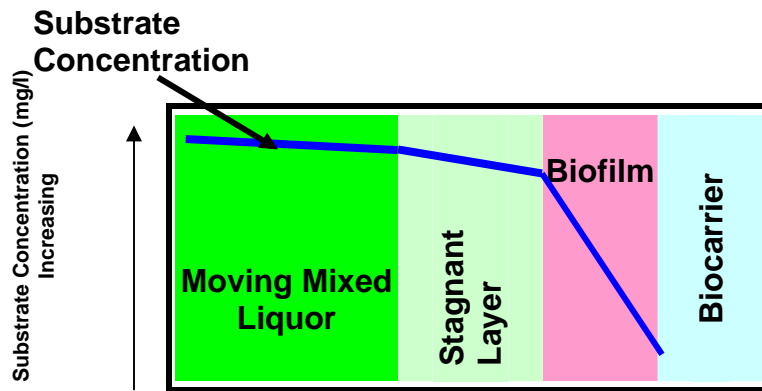 Substrate
Concentration
Substrate Concentration (mg/l)
Increasing
Moving Mixed
Liquor
Stagnant
Layer
Biofilm
Biocarrier